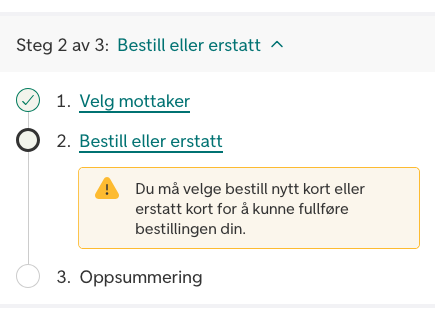 Steg 2 av 3: Bestill eller erstatt
1. Velg mottaker
2. Bestill eller erstatt
Du må velge bestill nytt kort eller
erstatt kort for å kunne fullføre
bestillingen din.
3. Oppsummering